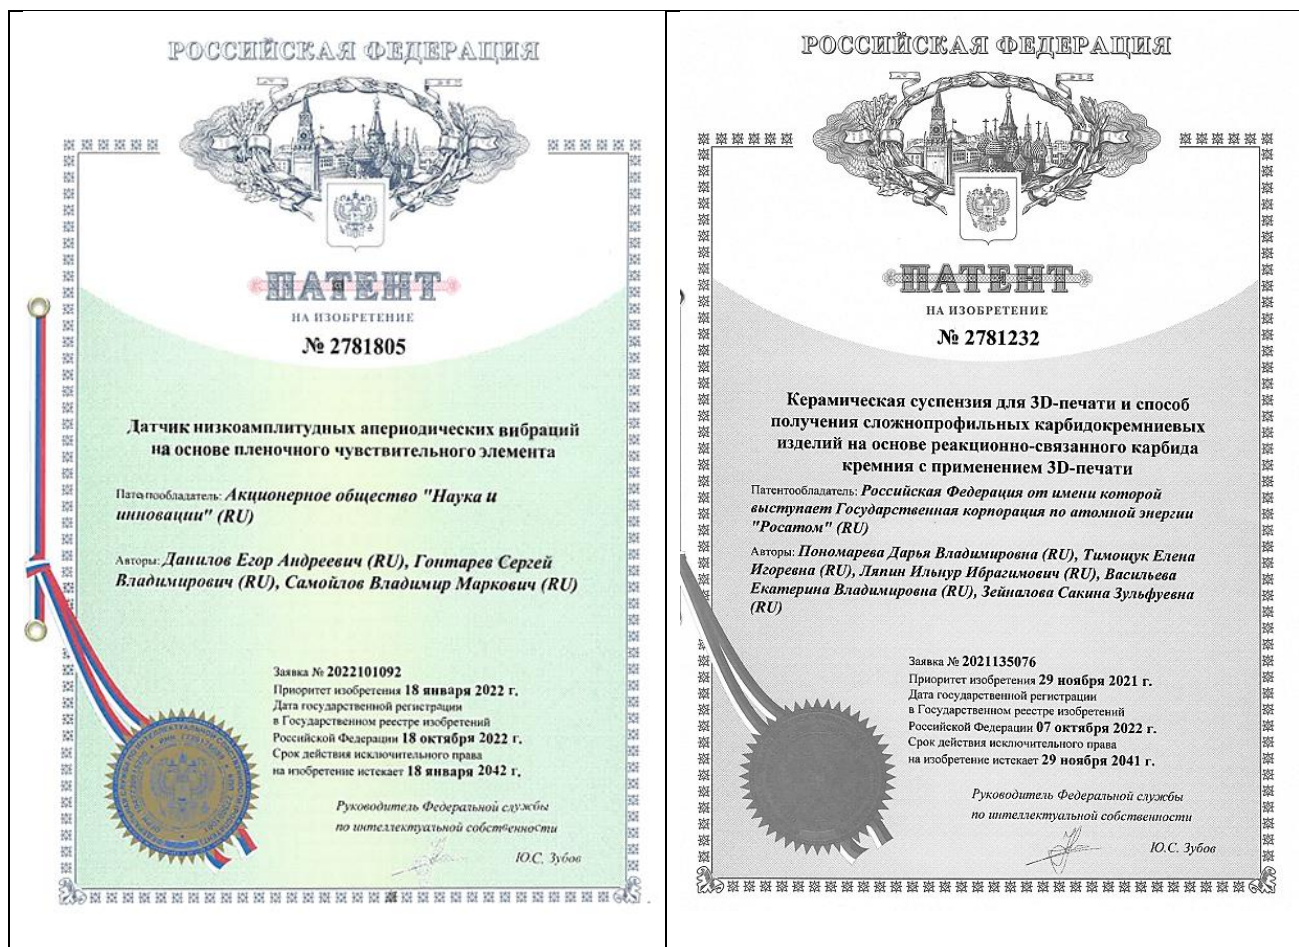 РОССИЙСКАЯ ФЕДЕРАЦИЯ
ПАТЕНТ
НА ИЗОБРЕТЕНИЕ
№ 2781805
Датчик низкоамплитудных апериодических вибраций
на основе пленочного чувствительного элемента
Патентообладатель: Акционерное общество "Наука и
инновации" (RU)
Авторы: Данилов Егор Андреевич (RU), Гонтарев Сергей
Владимирович (RU), Самойлов Владимир Маркович (RU)
Заявка № 2022101092
Приоритет изобретения 18 января 2022 г.
Дата государственной регистрации
в Государственном реестре изобретений
Российской Федерации 18 октября 2022 г.
Срок действия исключительного права
на изобретение истекает 18 января 2042 г.
Руководитель Федеральной службы
по интеллектуальной собственности
Ю.С. Зубов
РОССИЙСКАЯ ФЕДЕРАЦИЯ
ПАТЕНТ
НА ИЗОБРЕТЕНИЕ
№ 2781232
Керамическая суспензия для 3D-печати и способ
получения сложнопрофильных карбидокремниевых
изделий на основе реакционно-связанного карбида
кремния с применением 3D-печати
Патентообладатель: Российская Федерация от имени которой
выступает Государственная корпорация по атомной энергии
"Росатом" (RU)
Авторы: Пономарева Дарья Владимировна (RU), Тимощук Елена
Игоревна (RU), Ляпин Ильнур Ибрагимович (RU), Васильева
Екатерина Владимировна (RU), Зейналова Сакина Зульфуевна
(RU)
Заявка № 2021135076
Приоритет изобретения 29 ноября 2021 г.
Дата государственной регистрации
в Государственном реестре изобретений
Российской Федерации 07 октября 2022 г.
Срок действия исключительного права
на изобретение истекает 29 ноября 2041 г.
Руководитель Федеральной службы
по интеллектуальной собственности
Ю.С. Зубов